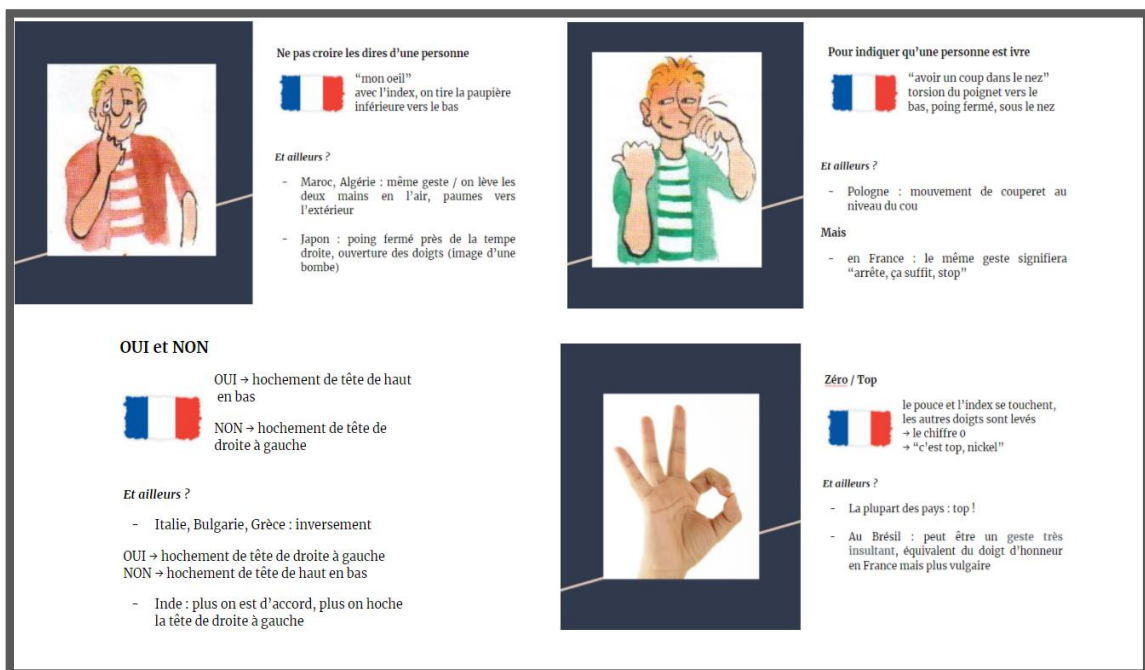 Ne pas croire les dires d’une personne
“mon oeil”
avec l’index, on tire la paupière
inférieure vers le bas
Et ailleurs ?
- Maroc, Algérie : même geste / on lève les
deux mains en l’air, paumes vers
l’extérieur
- Japon : poing fermé près de la tempe
droite, ouverture des doigts (image d’une
bombe)
Pour indiquer qu’une personne est ivre
“avoir un coup dans le nez”
torsion du poignet vers le
bas, poing fermé, sous le nez
Et ailleurs ?
- Pologne : mouvement de couperet au
niveau du cou
Mais
- en France : le même geste signifiera
“arrête, ça suffit, stop”
OUI et NON
OUI → hochement de tête de haut
en bas
NON → hochement de tête de
droite à gauche
Et ailleurs ?
- Italie, Bulgarie, Grèce : inversement
OUI → hochement de tête de droite à gauche
NON → hochement de tête de haut en bas
- Inde : plus on est d’accord, plus on hoche
la tête de droite à gauche
Zéro / Top
le pouce et l’index se touchent,
les autres doigts sont levés
→ le chiffre 0
→ “c’est top, nickel”
Et ailleurs ?
- La plupart des pays : top !
- Au Brésil : peut être un geste très
insultant, équivalent du doigt d’honneur
en France mais plus vulgaire